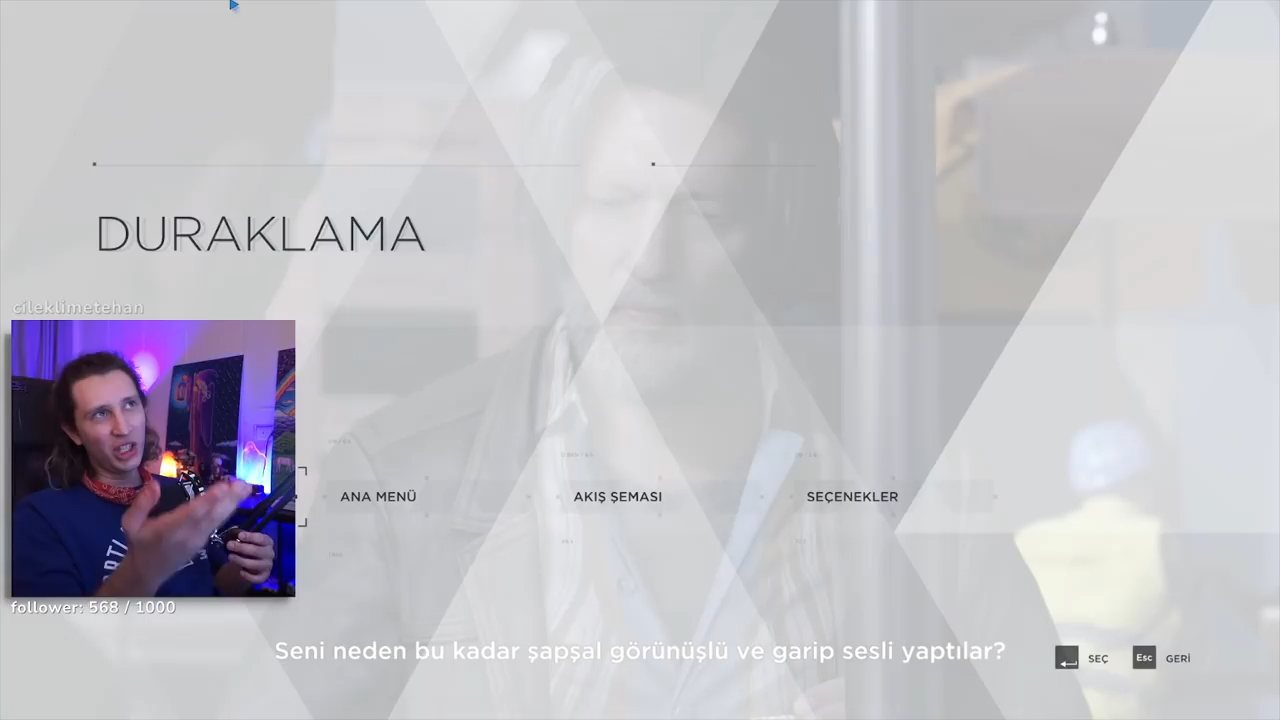 DURAKLAMA
cileklimetehan
ANA MENÜ
AKIŞ ŞEMASI
SEÇENEKLER
follower: 568 / 1000
Seni neden bu kadar şapşal görünüşlü ve garip sesli yaptılar?
SEÇ
Esc
GERİ